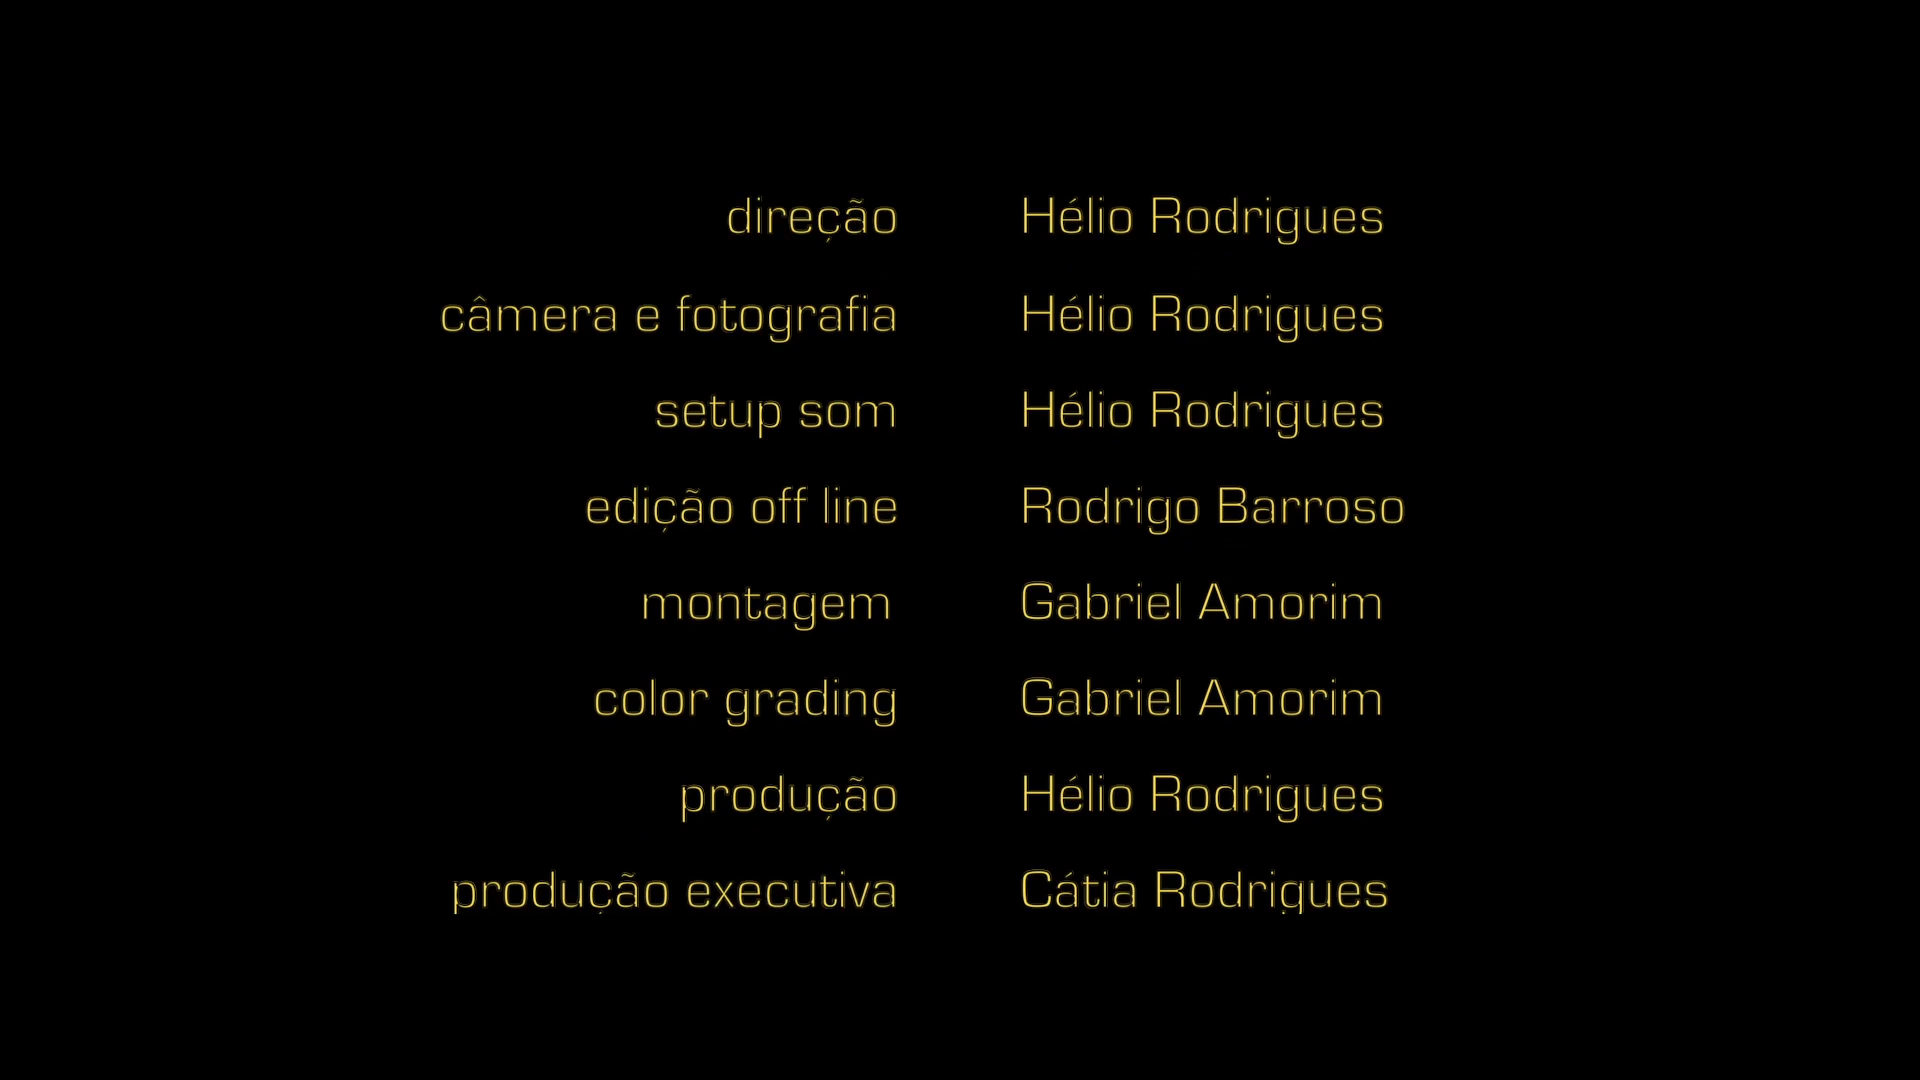 direção Hélio Rodrigues
câmera e fotografia Hélio Rodrigues
setup som Hélio Rodrigues
edição off line Rodrigo Barroso
montagem Gabriel Amorim
color grading Gabriel Amorim
produção Hélio Rodrigues
produção executiva Cátia Rodrigues